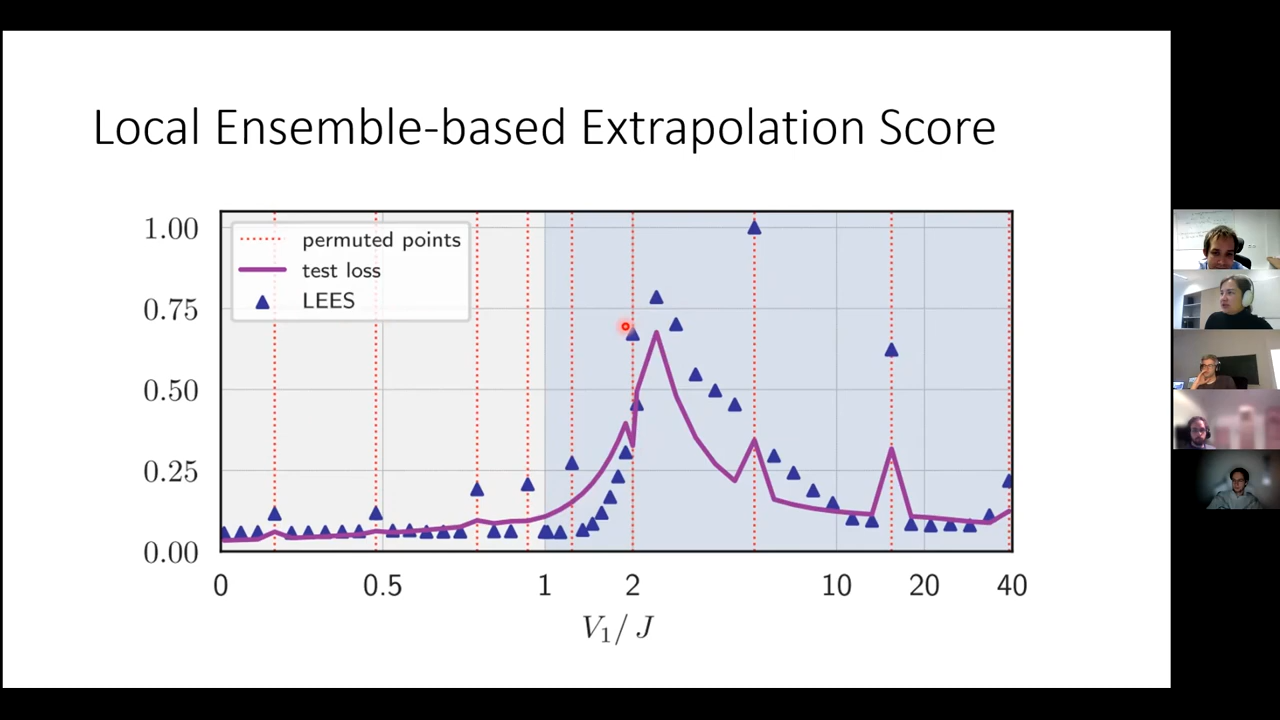 Local Ensemble-based Extrapolation Score
1.00
0.75
0.50
0.25
0.00
permuted points
test loss
LEES
0 0.5 1 2 10 20 40
V₁/ J